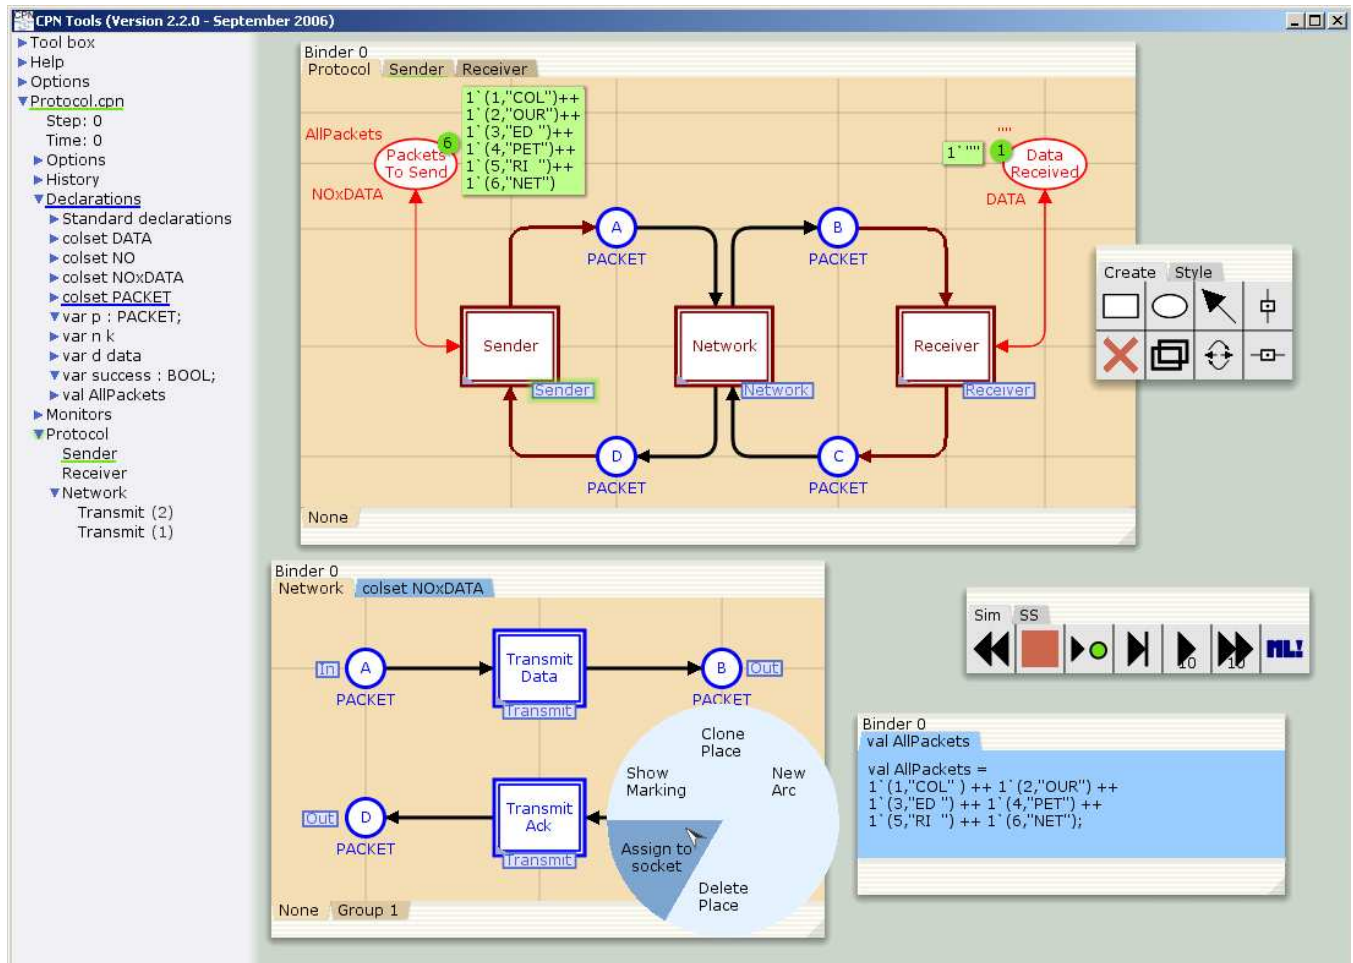 CPN Tools (Version 2.2.0 - September 2006)
Tool box
Help
Options
Protocol.cpn
Step: 0
Time: 0
Options
History
Declarations
Standard declarations
colset DATA
colset NO
colset NOxDATA
colset PACKET
var p : PACKET;
var n k
var d data
var success : BOOL;
val AllPackets
Monitors
Protocol
Sender
Receiver
Network
Transmit (2)
Transmit (1)
Binder 0
Protocol Sender Receiver
AllPackets
Packets
To Send
NOxDATA
6
1`(1,"COL")++
1`(2,"OUR")++
1`(3,"ED ")++
1`(4,"PET")++
1`(5,"RI  ")++
1`(6,"NET")
1`""
1
""
Data
Received
DATA
A
PACKET
B
PACKET
Sender
Sender
Network
Network
Receiver
Receiver
D
PACKET
C
PACKET
None
Create Style
Binder 0
Network colset NOxDATA
In
A
PACKET
Transmit
Data
Transmit
B
Out
PACKET
Out
D
PACKET
Transmit
Ack
Transmit
Clone
Place
Show
Marking
New
Arc
Assign to
socket
Delete
Place
None Group 1
Sim SS
10
10
ML!
Binder 0
val AllPackets
val AllPackets =
1`(1,"COL" ) ++ 1`(2,"OUR") ++
1`(3,"ED ") ++ 1`(4,"PET") ++
1`(5,"RI  ") ++ 1`(6,"NET");